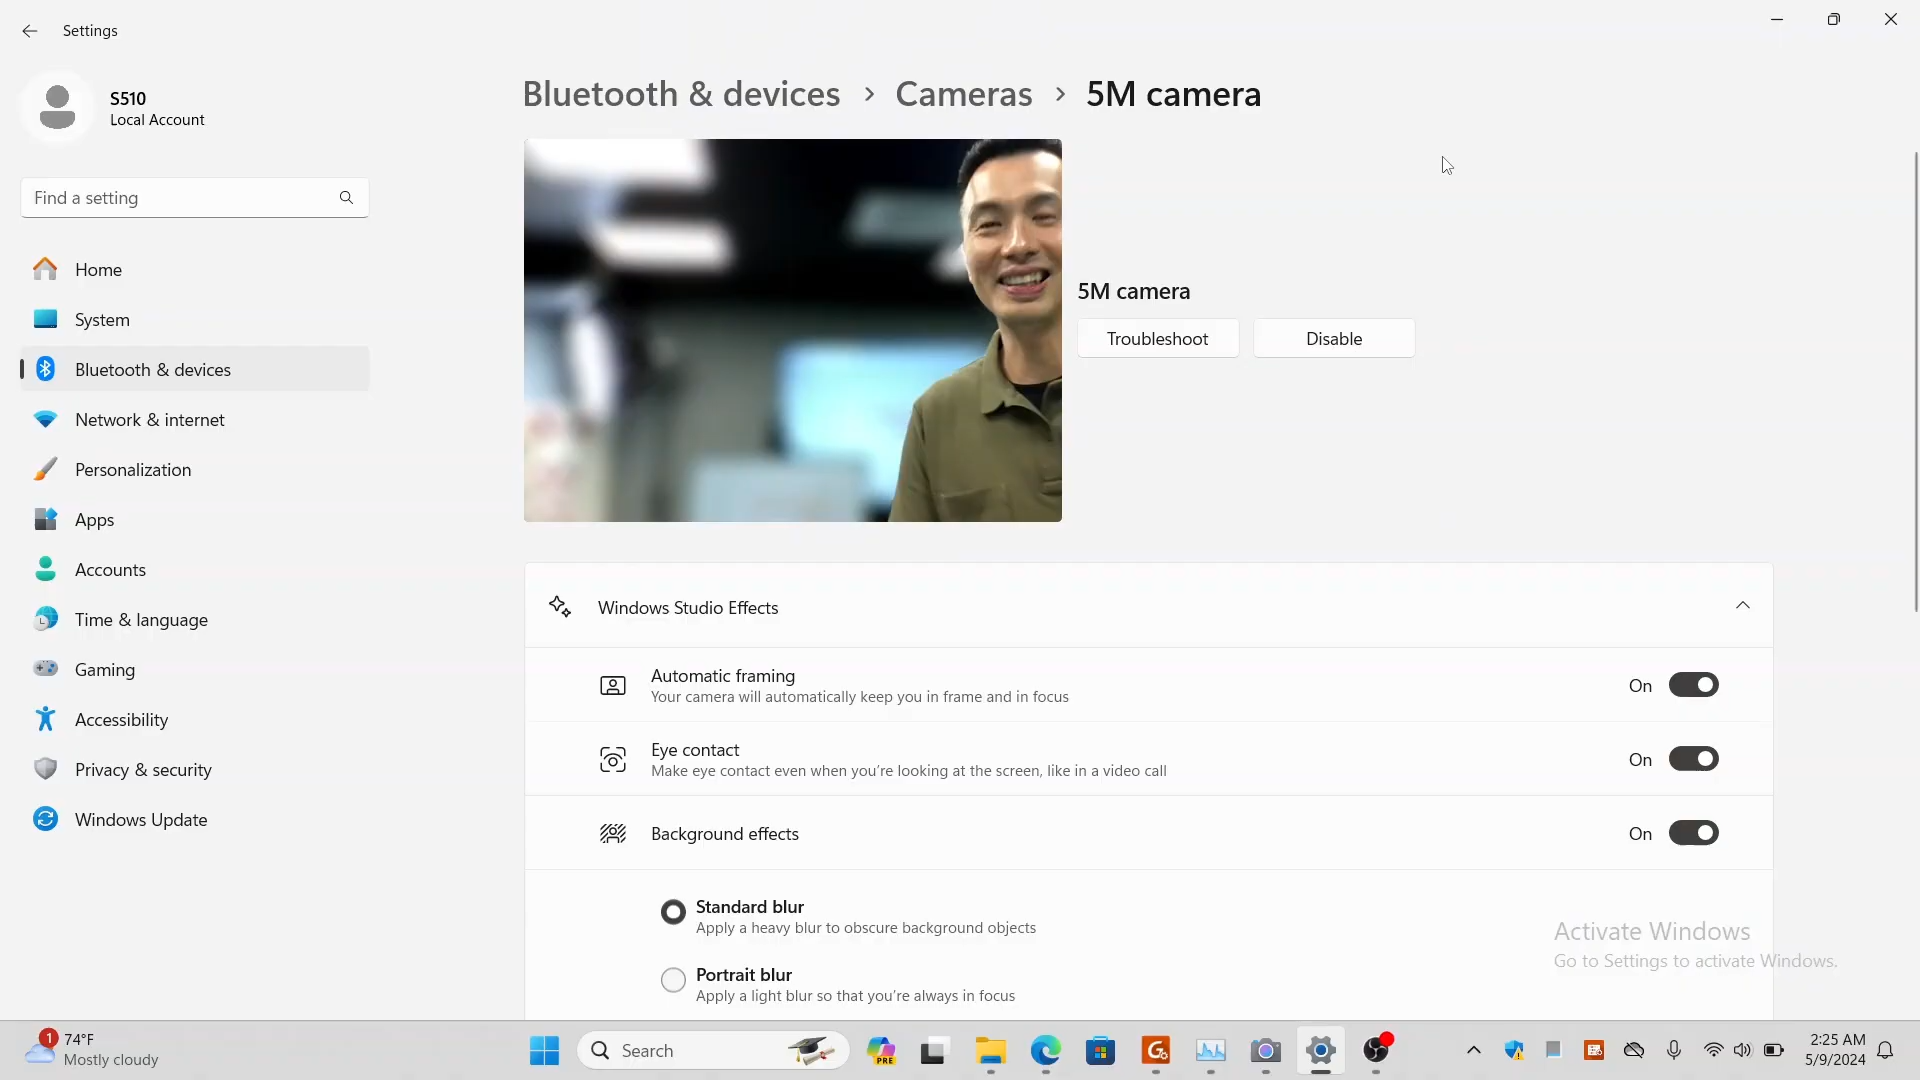 Settings
S510
Local Account
Find a setting
Home
System
Bluetooth & devices
Network & internet
Personalization
Apps
Accounts
Time & language
Gaming
Accessibility
Privacy & security
Windows Update
Bluetooth & devices > Cameras > 5M camera
5M camera
Troubleshoot
Disable
Windows Studio Effects
Automatic framing
Your camera will automatically keep you in frame and in focus
On
Eye contact
Make eye contact even when you're looking at the screen, like in a video call
On
Background effects
On
Standard blur
Apply a heavy blur to obscure background objects
Portrait blur
Apply a light blur so that you're always in focus
Activate Windows
Go to Settings to activate Windows.
1
74°F
Mostly cloudy
Search
PRE
2:25 AM
5/9/2024